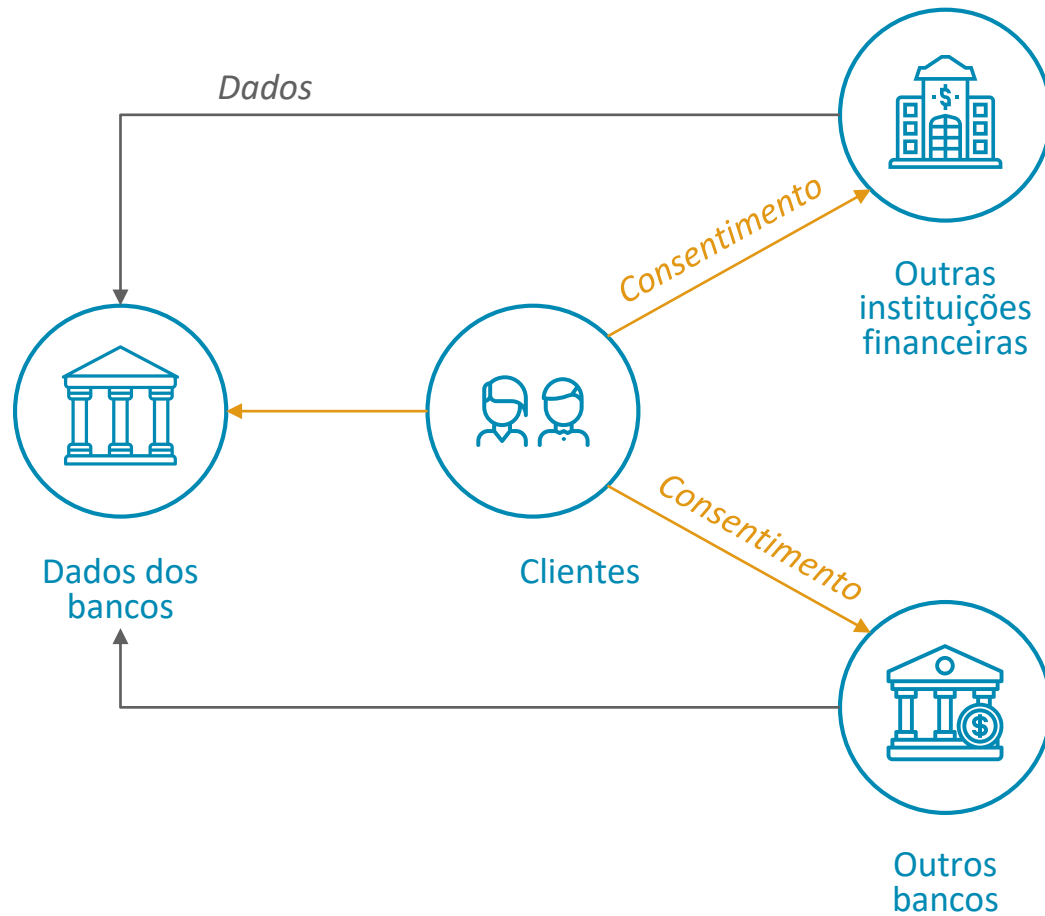 Dados
$
Consentimento
Outras
instituições
financeiras
Dados dos
bancos
Clientes
Consentimento
$
Outros
bancos